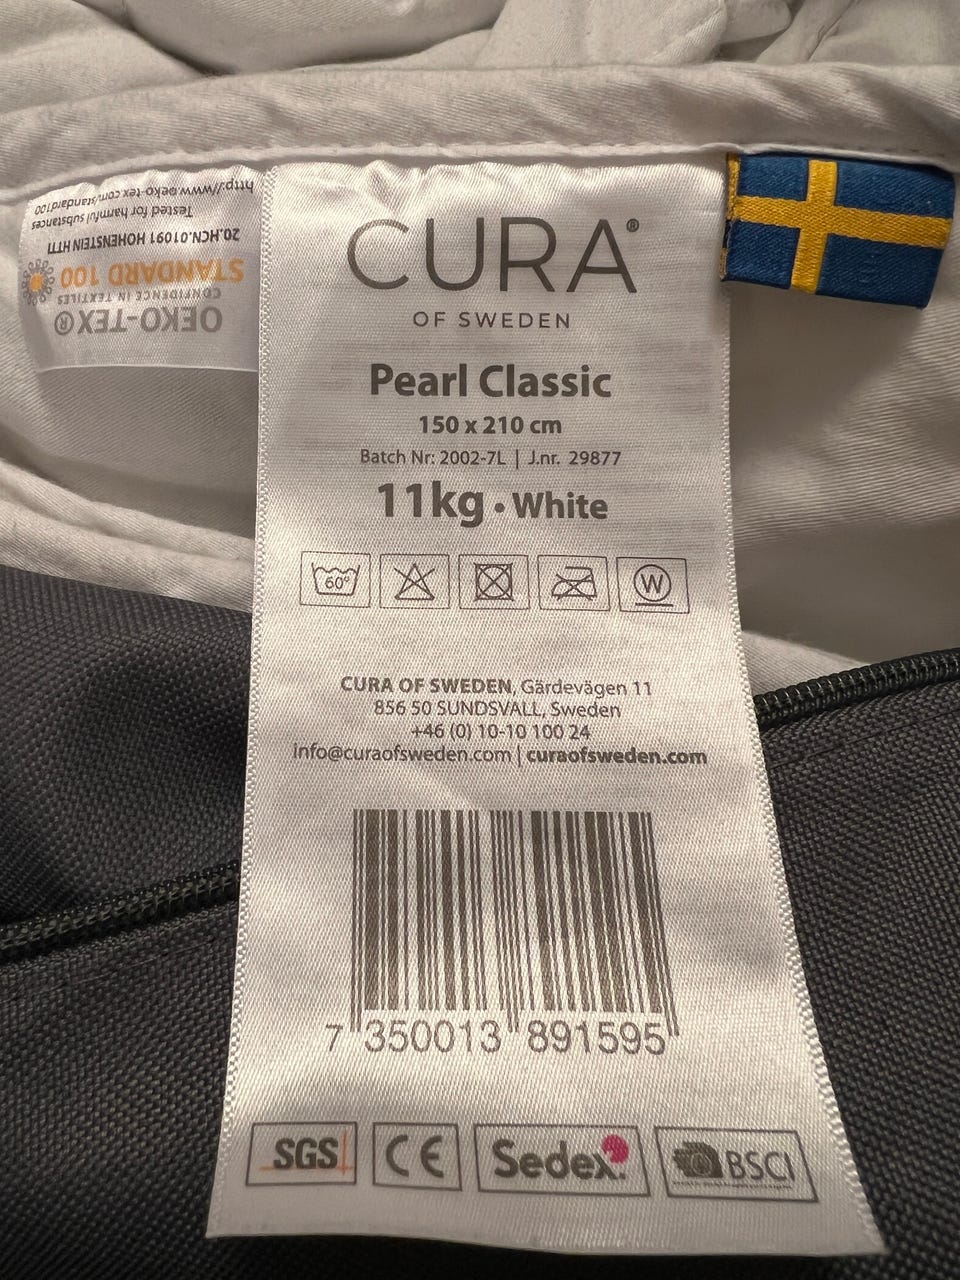 CURA®
OF SWEDEN
Pearl Classic
150 x 210 cm
Batch Nr: 2002-7L | J.nr. 29877
11kg • White
60°
W
CURA OF SWEDEN, Gärdevägen 11
856 50 SUNDSVALL, Sweden
+46 (0) 10-10 100 24
info@curaofsweden.com | curaofsweden.com
7 350013 891595
SGS
CE
Sedex
BSCI
OEKO-TEX®
CONFIDENCE IN TEXTILES
STANDARD 100
20.HCN.01091 HOHENSTEIN HTTI
Tested for harmful substances
http://www.oeko-tex.com/standard100